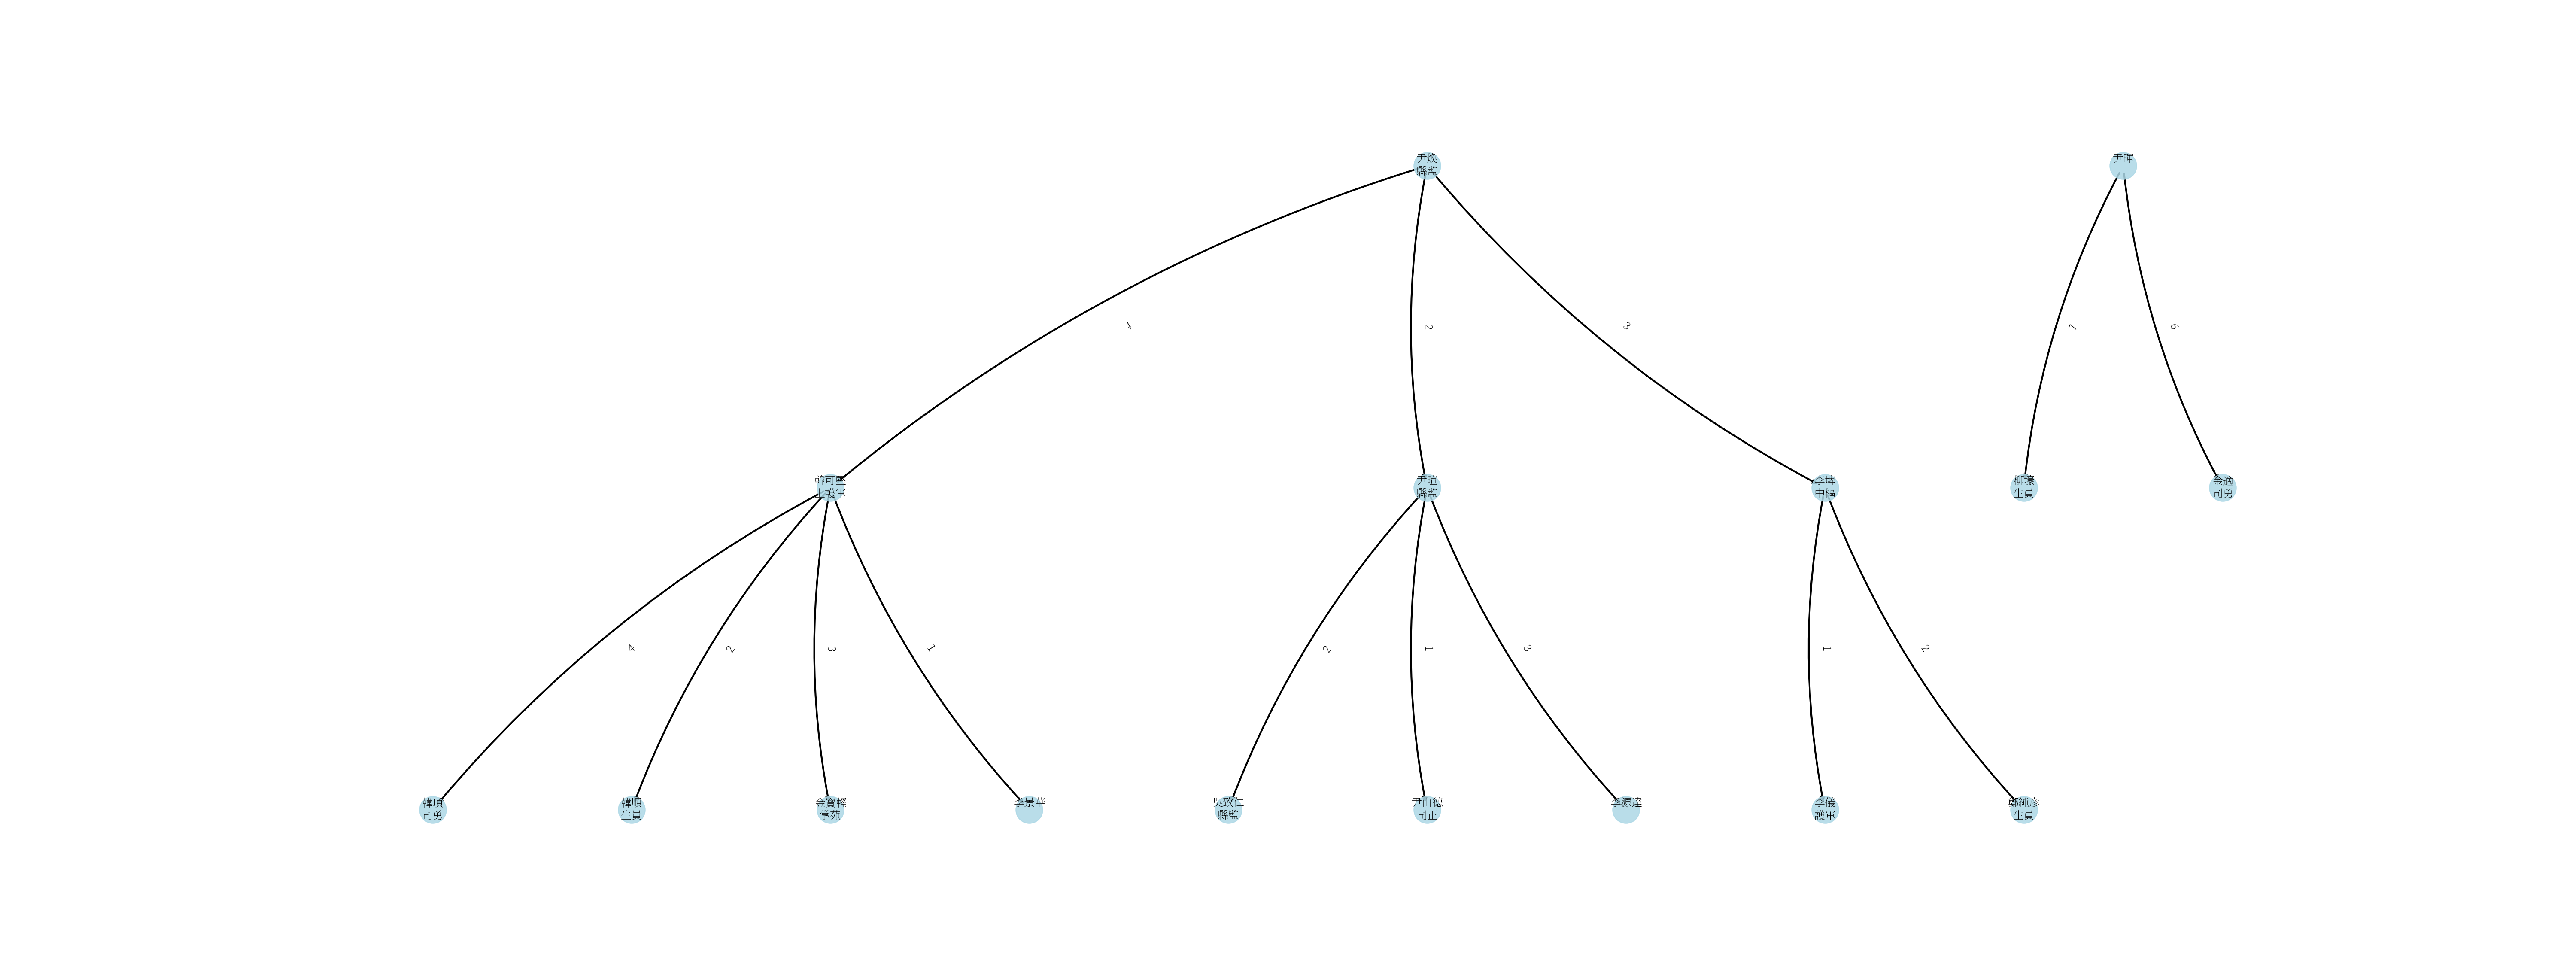 尹煥
縣監
尹暉
4
2
3
7
6
韓可堅
上護軍
尹暄
縣監
李埤
中樞
柳壕
生員
金適
司勇
4
2
3
1
2
1
3
1
2
韓頊
司勇
韓順
生員
金寶輕
掌苑
李景華
吳致仁
縣監
尹由德
司正
李源達
李儀
護軍
鄭純彦
生員